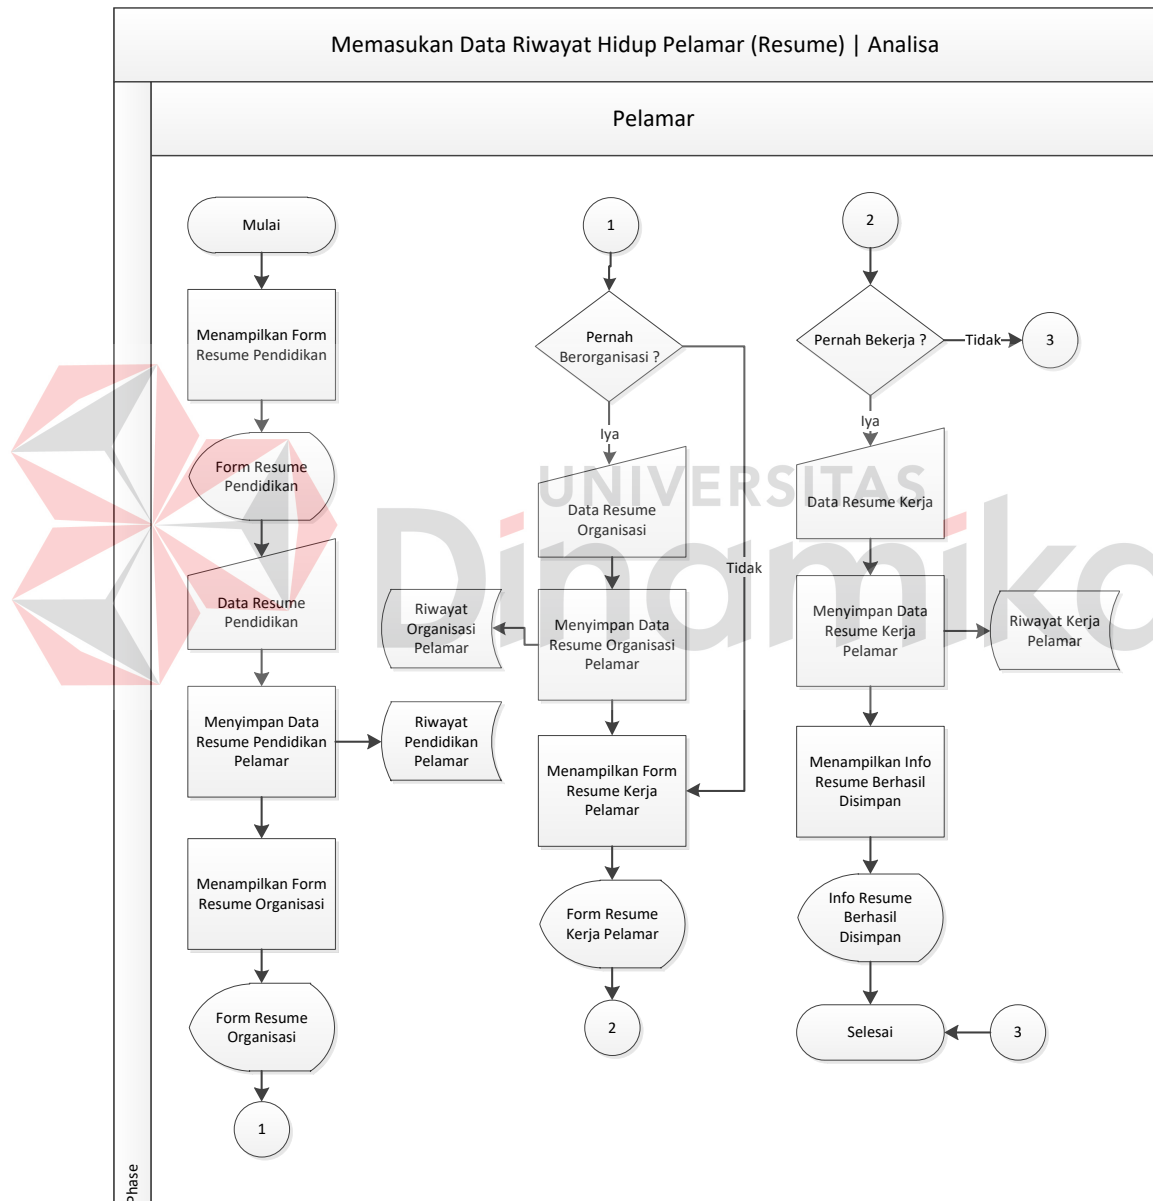 Memasukan Data Riwayat Hidup Pelamar (Resume) | Analisa
Pelamar
Phase
Mulai
Menampilkan Form
Resume Pendidikan
Form Resume
Pendidikan
Data Resume
Pendidikan
Menyimpan Data
Resume Pendidikan
Pelamar
Riwayat
Pendidikan
Pelamar
Menampilkan Form
Resume Organisasi
Form Resume
Organisasi
1
1
Pernah
Berorganisasi ?
Iya
Tidak
Data Resume
Organisasi
Menyimpan Data
Resume Organisasi
Pelamar
Riwayat
Organisasi
Pelamar
Menampilkan Form
Resume Kerja
Pelamar
Form Resume
Kerja Pelamar
2
2
Pernah Bekerja ?
Tidak
3
Iya
Data Resume Kerja
Menyimpan Data
Resume Kerja
Pelamar
Riwayat Kerja
Pelamar
Menampilkan Info
Resume Berhasil
Disimpan
Info Resume
Berhasil
Disimpan
Selesai
3
UNIVERSITAS
Dinamika